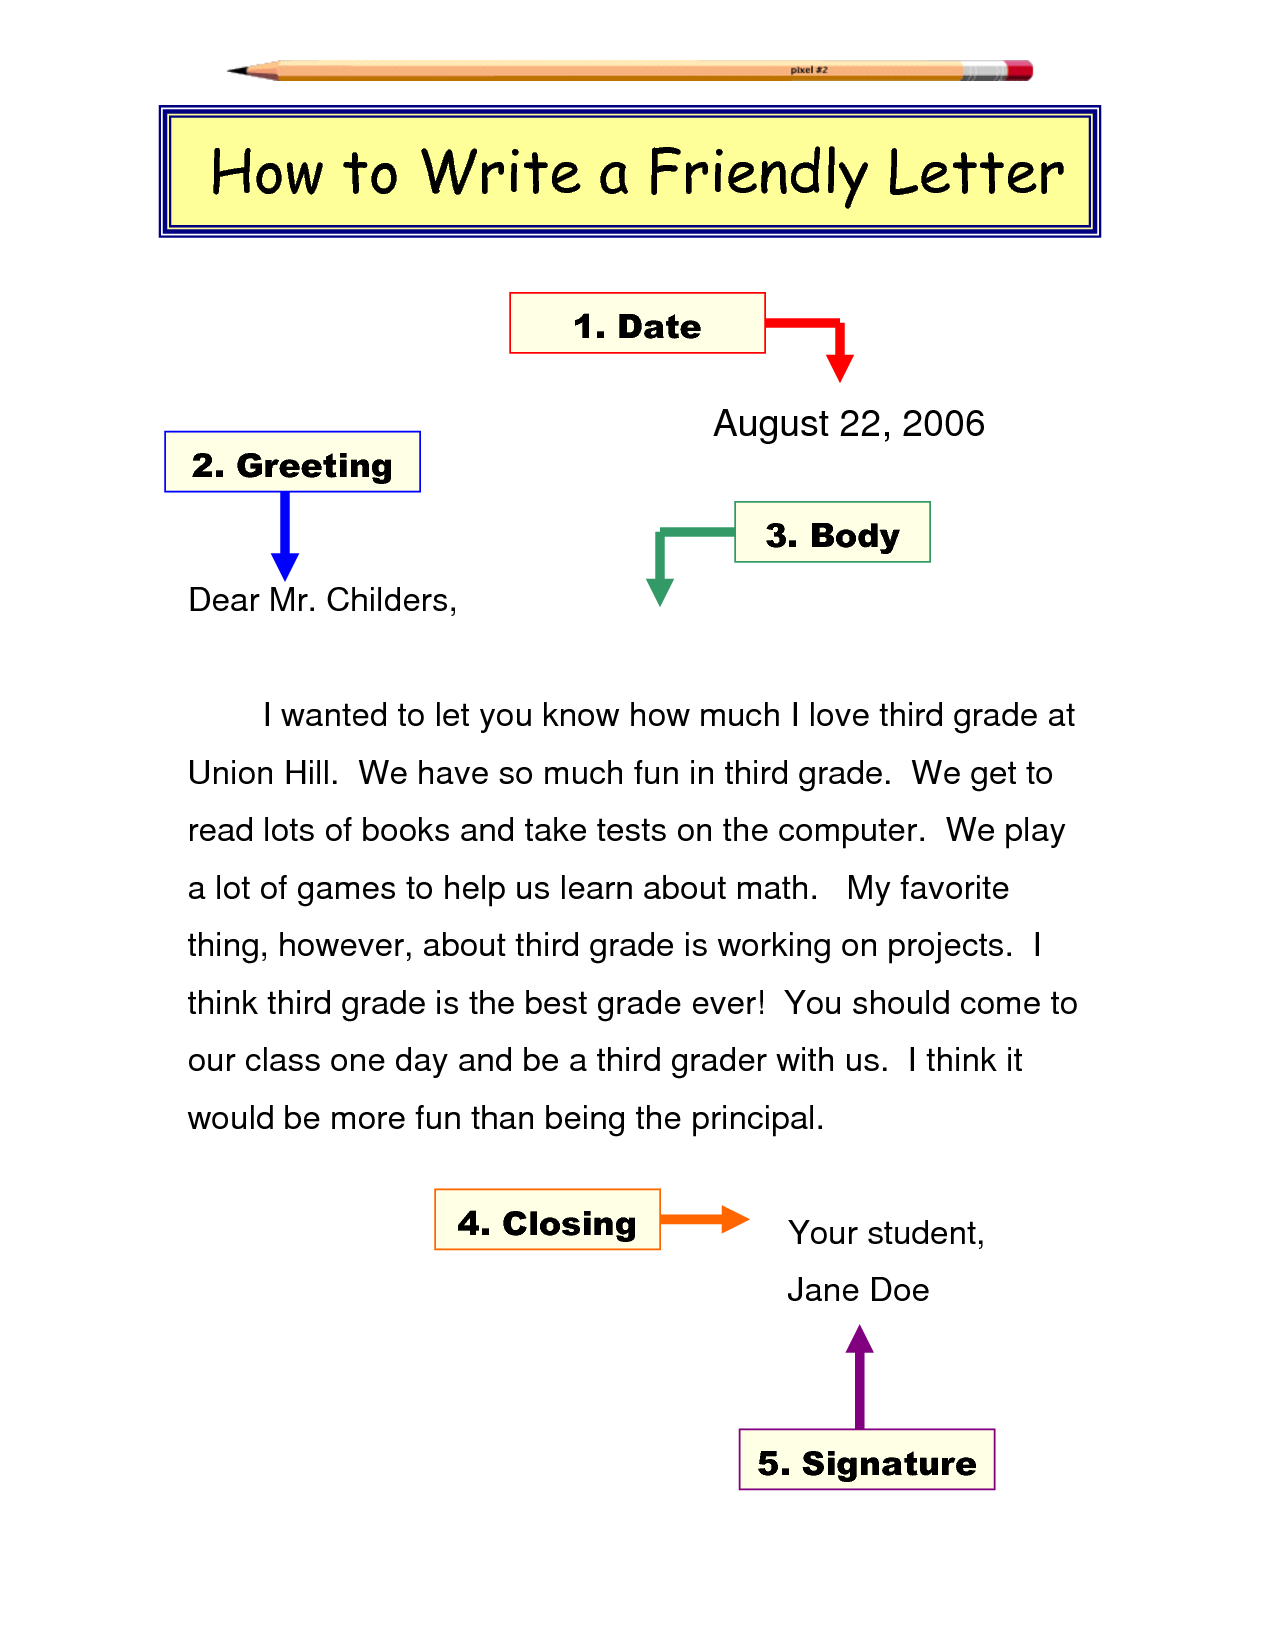 pixel #2
How to Write a Friendly Letter
1. Date
August 22, 2006
2. Greeting
3. Body
Dear Mr. Childers,
I wanted to let you know how much I love third grade at
Union Hill.  We have so much fun in third grade.  We get to
read lots of books and take tests on the computer.  We play
a lot of games to help us learn about math.   My favorite
thing, however, about third grade is working on projects.  I
think third grade is the best grade ever!  You should come to
our class one day and be a third grader with us.  I think it
would be more fun than being the principal.
4. Closing
Your student,
Jane Doe
5. Signature